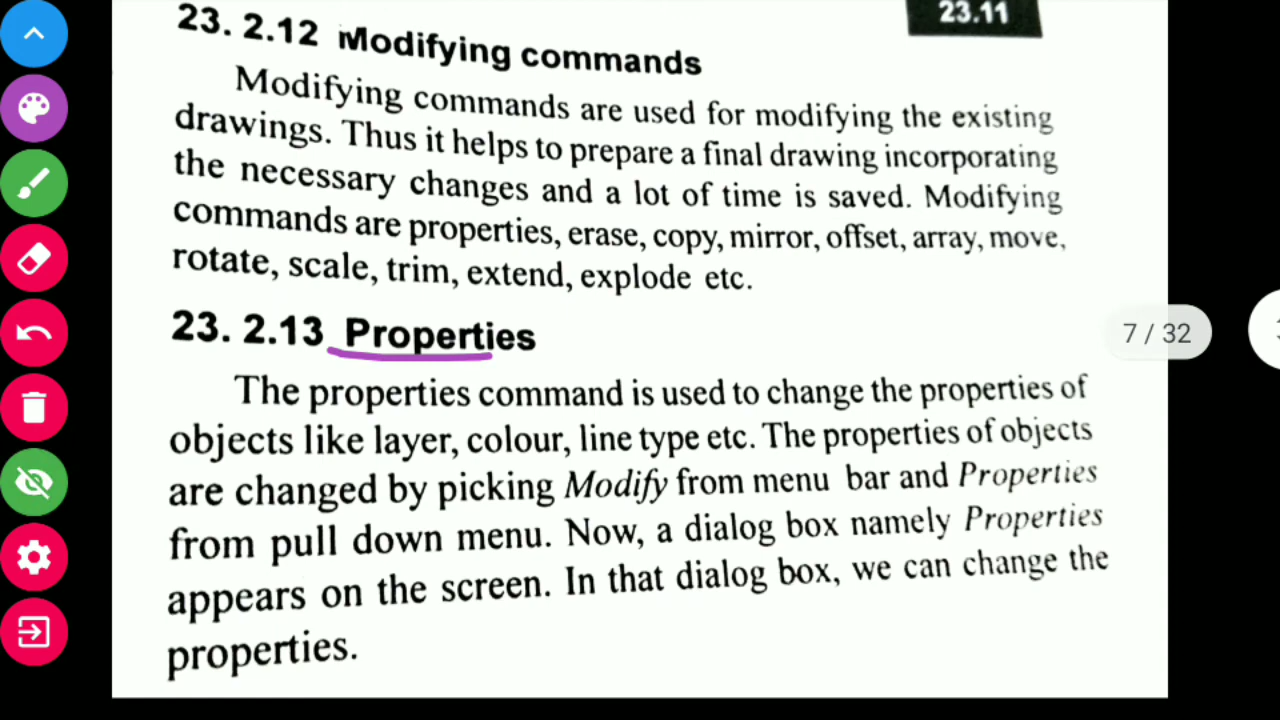 23.11
23. 2.12 Modifying commands
Modifying commands are used for modifying the existing
drawings. Thus it helps to prepare a final drawing incorporating
the necessary changes and a lot of time is saved. Modifying
commands are properties, erase, copy, mirror, offset, array, move,
rotate, scale, trim, extend, explode etc.
23. 2.13 Properties
7 / 32
The properties command is used to change the properties of
objects like layer, colour, line type etc. The properties of objects
are changed by picking Modify from menu bar and Properties
from pull down menu. Now, a dialog box namely Properties
appears on the screen. In that dialog box, we can change the
properties.